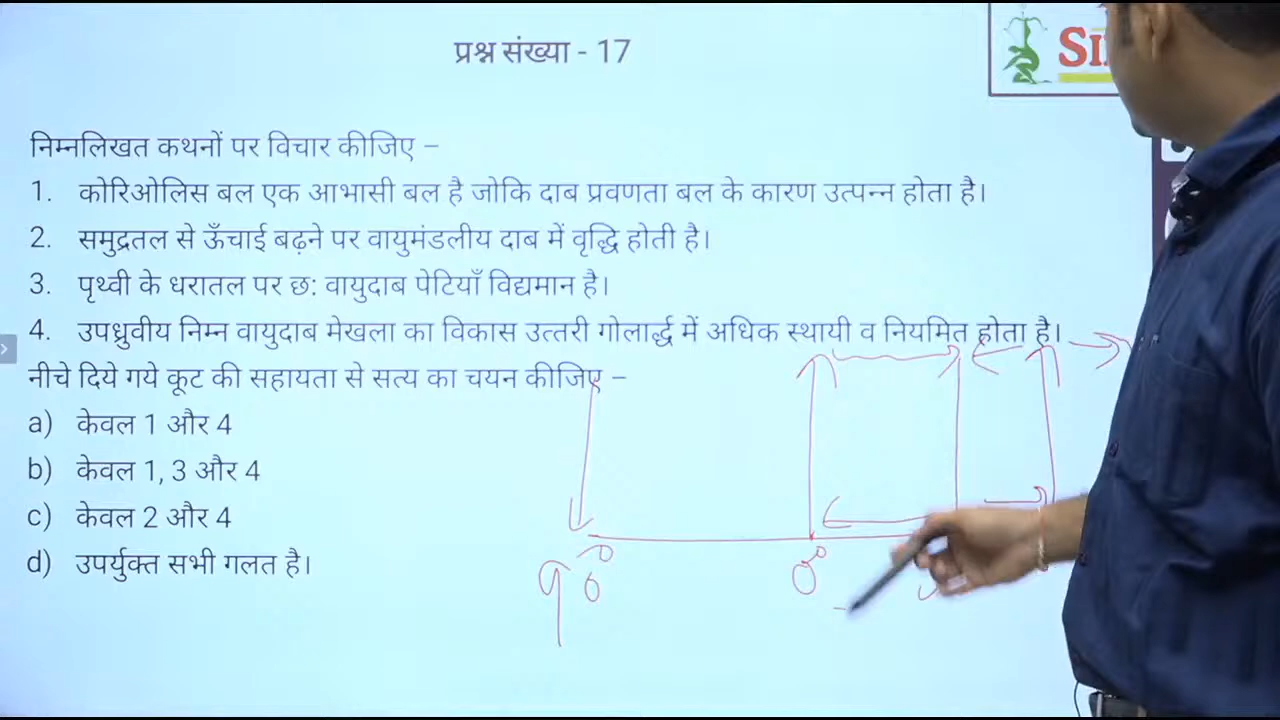 प्रश्न संख्या - 17
निम्नलिखत कथनों पर विचार कीजिए –
1. कोरिओलिस बल एक आभासी बल है जोकि दाब प्रवणता बल के कारण उत्पन्न होता है।
2. समुद्रतल से ऊँचाई बढ़ने पर वायुमंडलीय दाब में वृद्धि होती है।
3. पृथ्वी के धरातल पर छ: वायुदाब पेटियाँ विद्यमान है।
4. उपध्रुवीय निम्न वायुदाब मेखला का विकास उत्तरी गोलार्द्ध में अधिक स्थायी व नियमित होता है।
नीचे दिये गये कूट की सहायता से सत्य का चयन कीजिए –
a) केवल 1 और 4
b) केवल 1, 3 और 4
c) केवल 2 और 4
d) उपर्युक्त सभी गलत है।
90° 0°